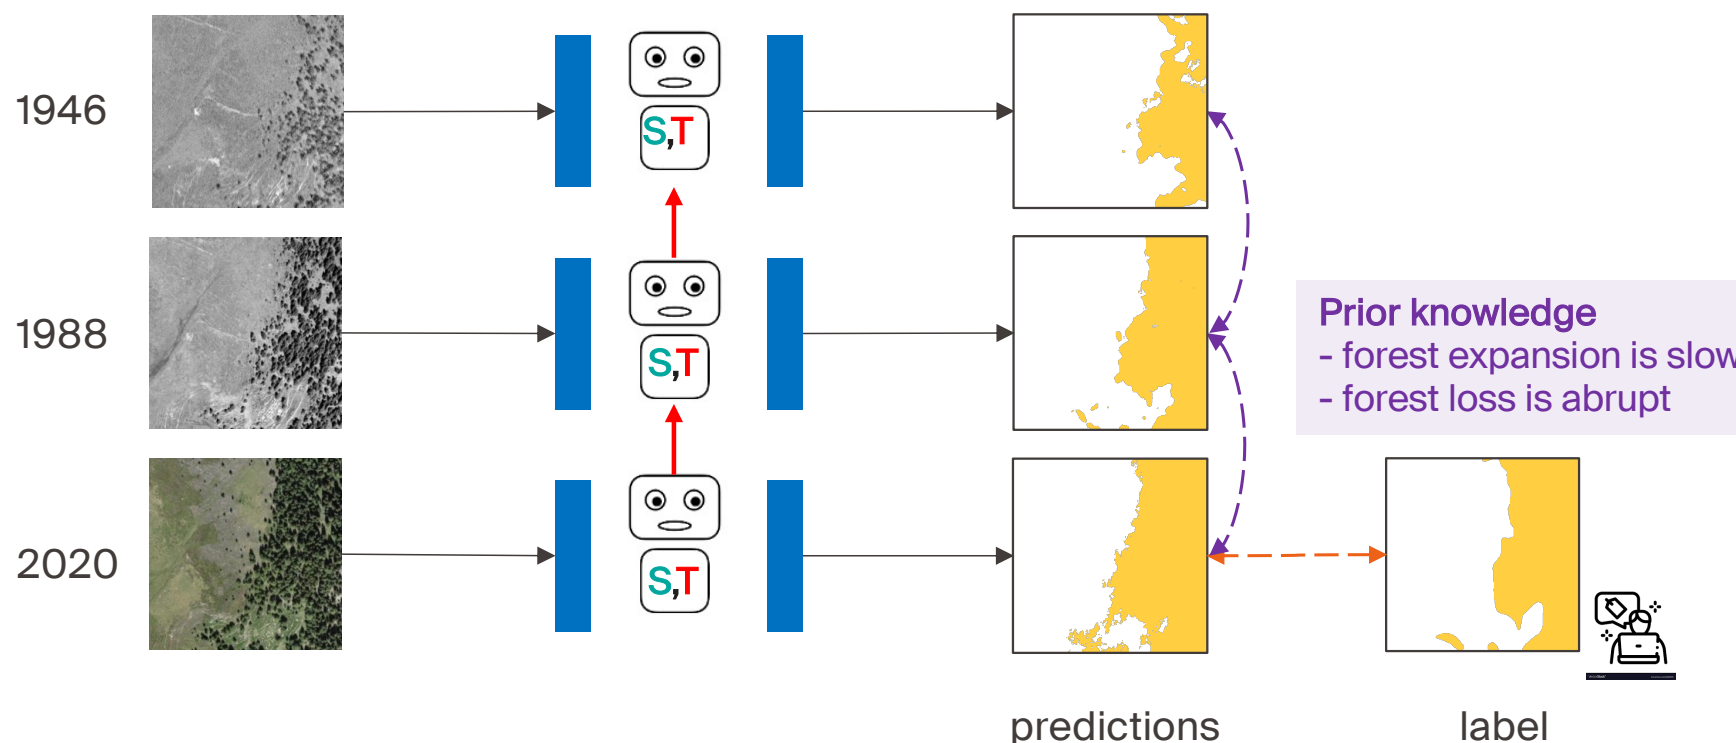 1946
S,T
1988
S,T
Prior knowledge
- forest expansion is slow
- forest loss is abrupt
2020
S,T
predictions
label